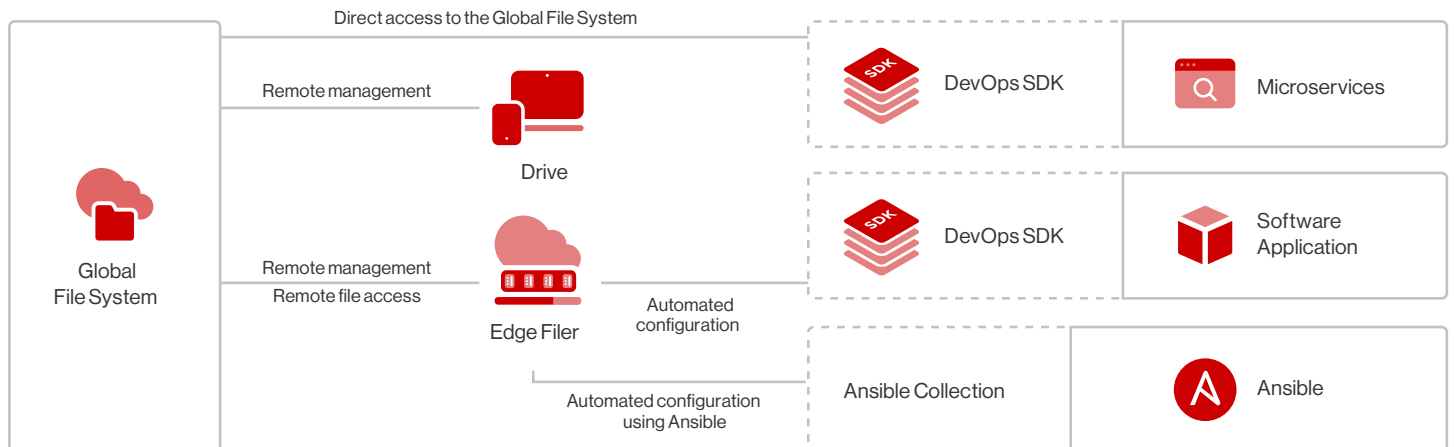 Direct access to the Global File System
SDK
DevOps SDK
Microservices
Remote management
Drive
Global
File System
Remote management
Remote file access
Edge Filer
SDK
DevOps SDK
Software
Application
Automated
configuration
Automated configuration
using Ansible
Ansible Collection
Ansible